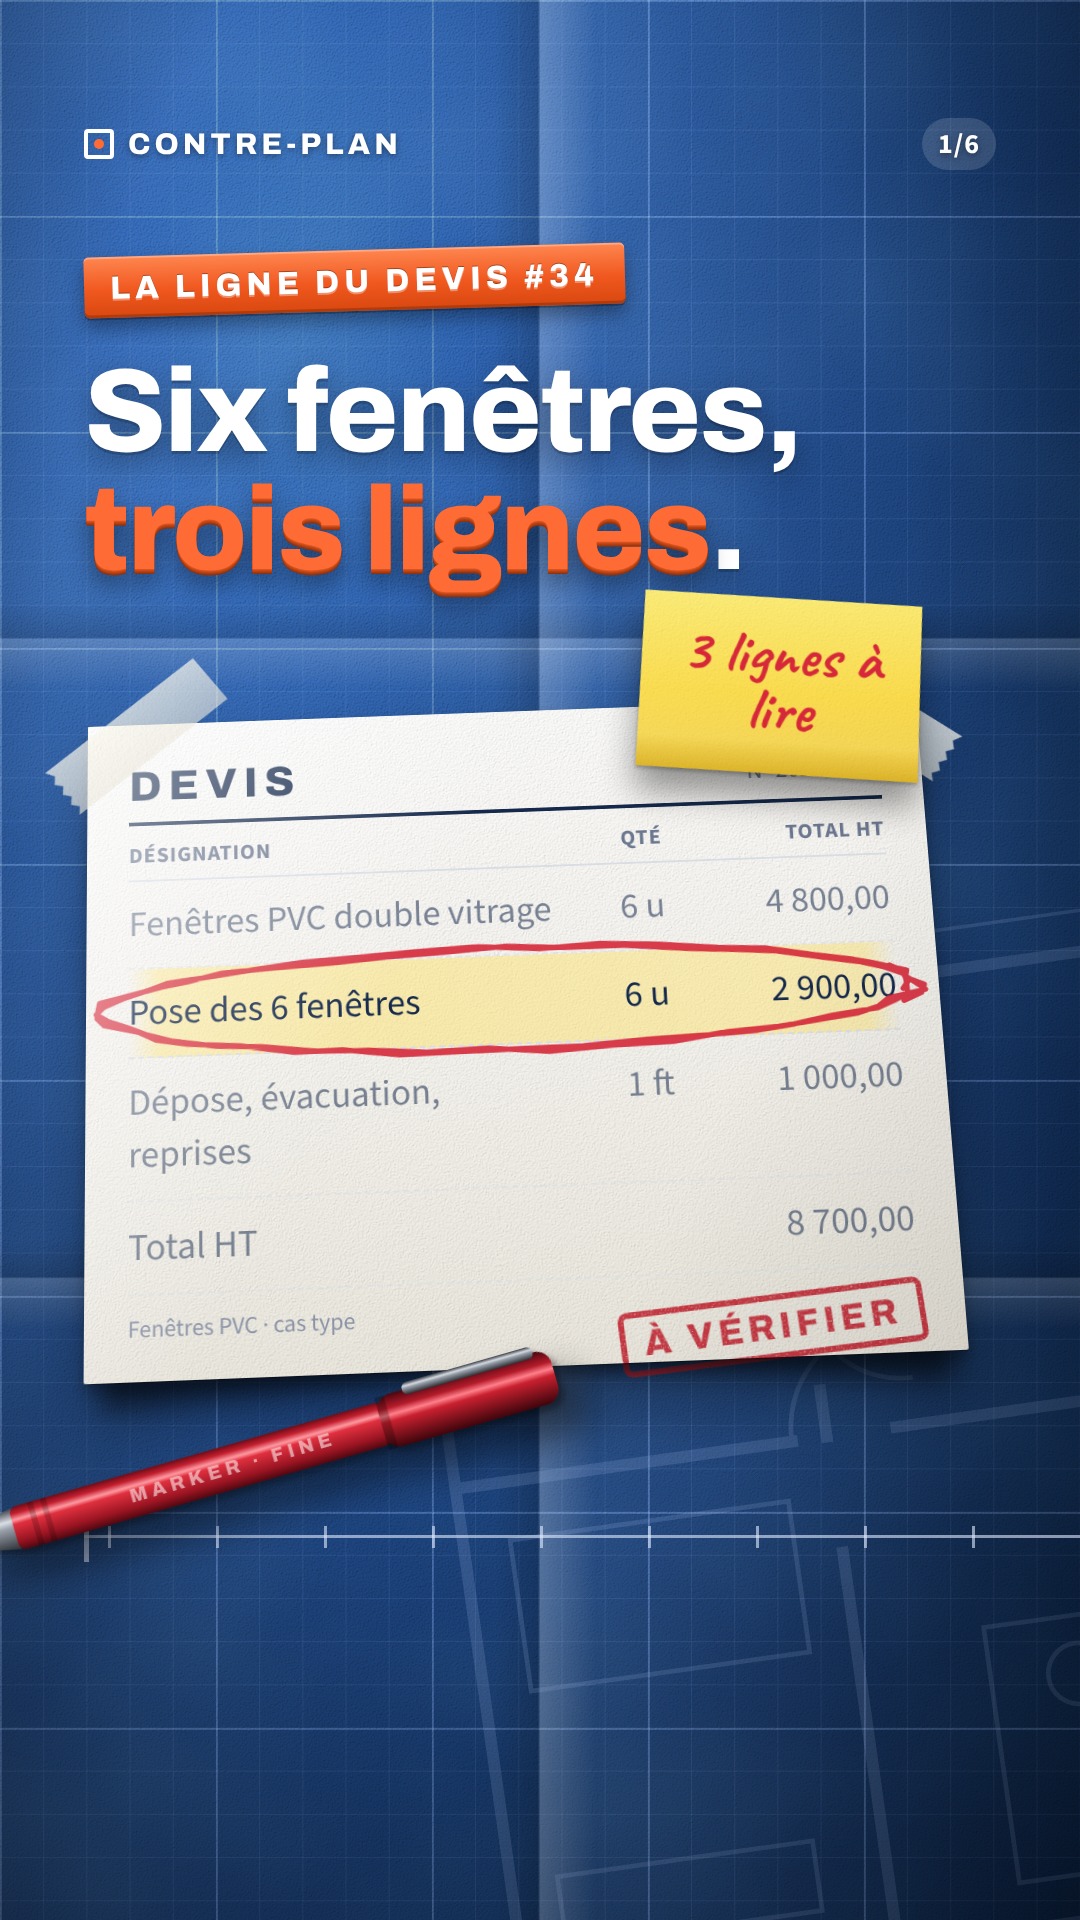 CONTRE-PLAN
1/6
LA LIGNE DU DEVIS #34
Six fenêtres,
trois lignes.
3 lignes à
lire
DEVIS
DÉSIGNATION QTÉ TOTAL HT
Fenêtres PVC double vitrage 6 u 4 800,00
Pose des 6 fenêtres 6 u 2 900,00
Dépose, évacuation, 1 ft 1 000,00
reprises
Total HT 8 700,00
Fenêtres PVC · cas type
À VÉRIFIER
MARKER · FINE